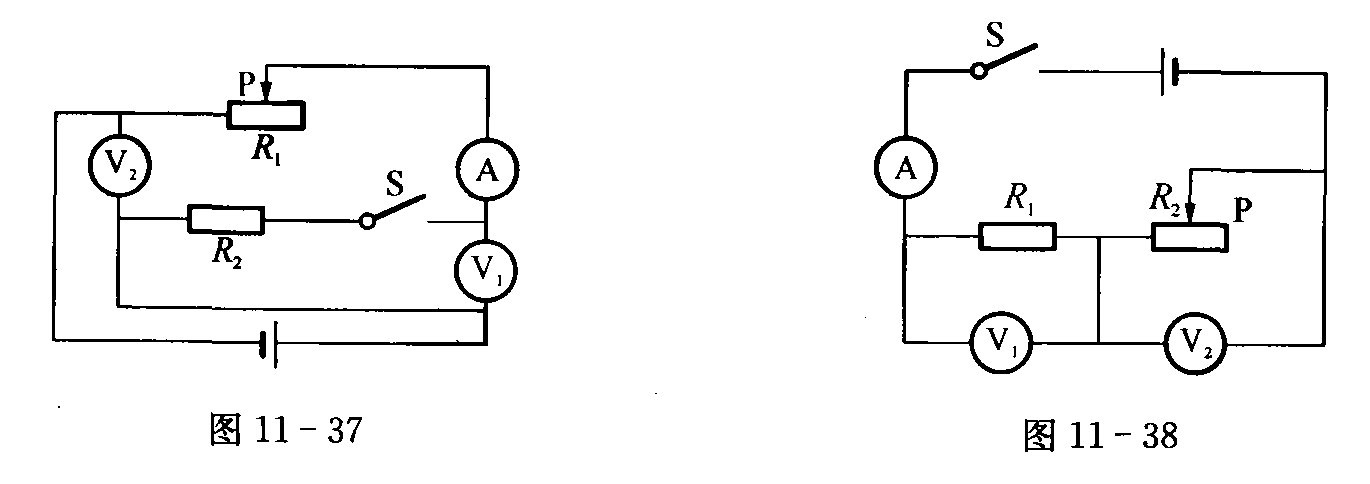 P
R₁
V₂
A
S
R₂
V₁
图 11 - 37
S
A
R₁
R₂
P
V₁
V₂
图 11 - 38